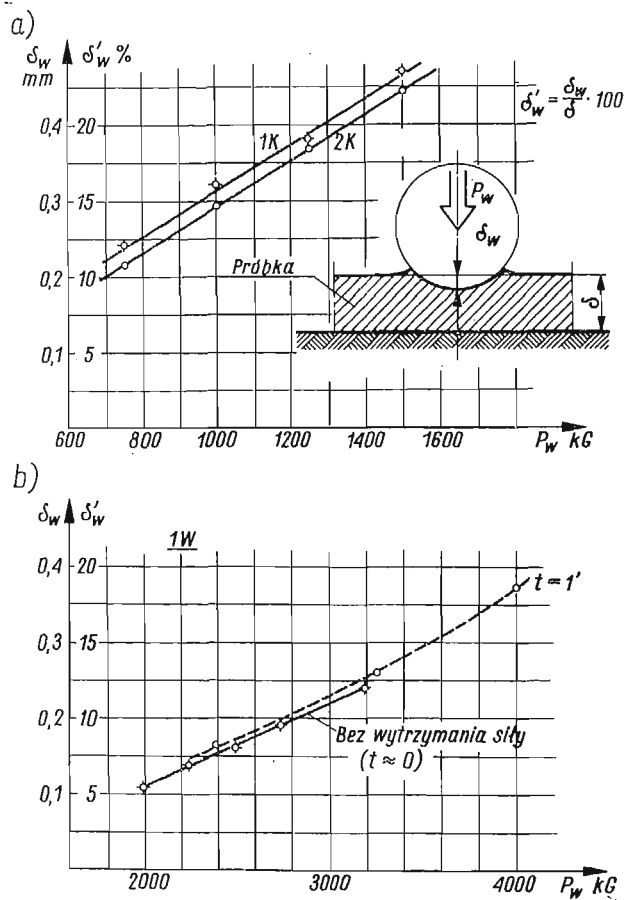 a)
δw δ'w %
mm
δ'w = δw/δ · 100
0,4 20
1K 2K
Pw
0,3 15
δw
Próbka
0,2 10
δ
0,1 5
600 800 1000 1200 1400 1600 Pw kG
b)
δw δ'w
1W
0,4 20
t = 1'
0,3 15
0,2 10
Bez wytrzymania siły
(t ≈ 0)
0,1 5
2000 3000 4000 Pw kG